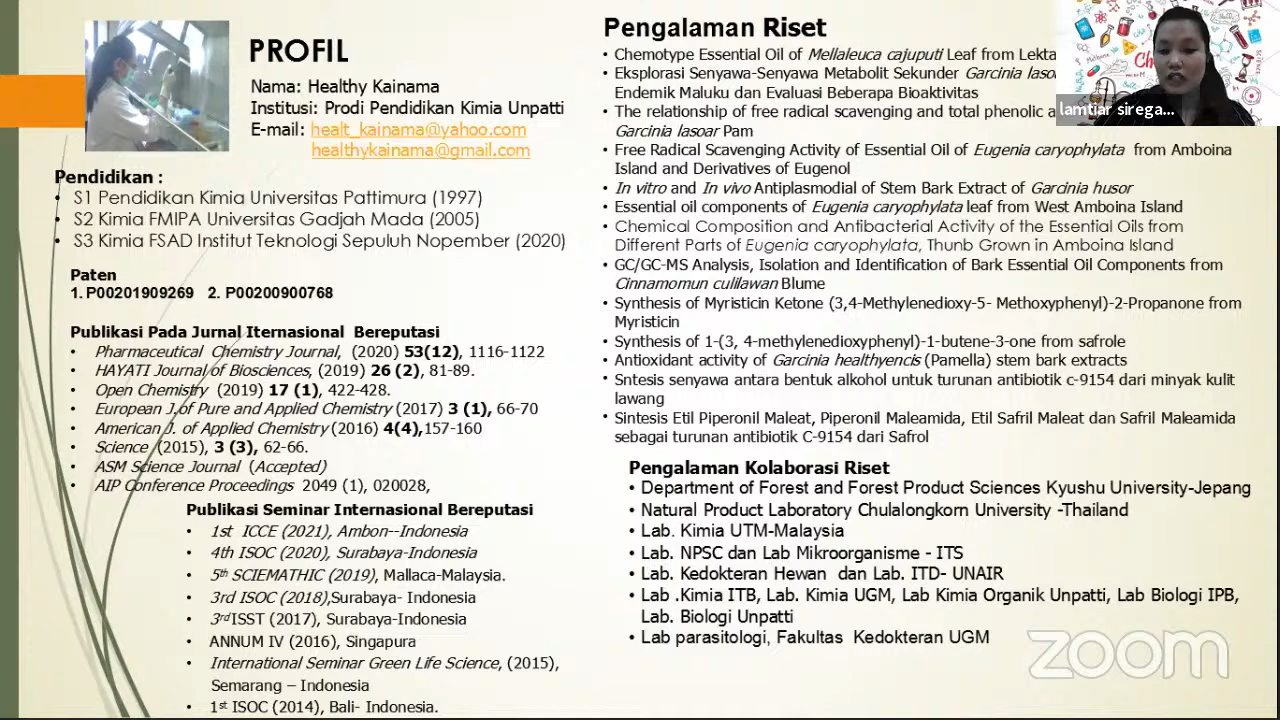 PROFIL
Nama: Healthy Kainama
Institusi: Prodi Pendidikan Kimia Unpatti
E-mail: healt_kainama@yahoo.com
healthykainama@gmail.com
Pendidikan :
• S1 Pendidikan Kimia Universitas Pattimura (1997)
• S2 Kimia FMIPA Universitas Gadjah Mada (2005)
• S3 Kimia FSAD Institut Teknologi Sepuluh Nopember (2020)
Paten
1. P00201909269 2. P00200900768
Publikasi Pada Jurnal Iternasional Bereputasi
• Pharmaceutical Chemistry Journal, (2020) 53(12), 1116-1122
• HAYATI Journal of Biosciences, (2019) 26 (2), 81-89.
• Open Chemistry (2019) 17 (1), 422-428.
• European J.of Pure and Applied Chemistry (2017) 3 (1), 66-70
• American J. of Applied Chemistry (2016) 4(4),157-160
• Science (2015), 3 (3), 62-66.
• ASM Science Journal (Accepted)
• AIP Conference Proceedings 2049 (1), 020028,
Publikasi Seminar Internasional Bereputasi
• 1st ICCE (2021), Ambon--Indonesia
• 4th ISOC (2020), Surabaya-Indonesia
• 5th SCIEMATHIC (2019), Mallaca-Malaysia.
• 3rd ISOC (2018),Surabaya- Indonesia
• 3rd ISST (2017), Surabaya-Indonesia
• ANNUM IV (2016), Singapura
• International Seminar Green Life Science, (2015),
Semarang – Indonesia
• 1st ISOC (2014), Bali- Indonesia.
Pengalaman Riset
• Chemotype Essential Oil of Mellaleuca cajuputi Leaf from Lekta
• Eksplorasi Senyawa-Senyawa Metabolit Sekunder Garcinia laso
Endemik Maluku dan Evaluasi Beberapa Bioaktivitas
• The relationship of free radical scavenging and total phenolic a
Garcinia lasoar Pam
• Free Radical Scavenging Activity of Essential Oil of Eugenia caryophylata from Amboina
Island and Derivatives of Eugenol
• In vitro and In vivo Antiplasmodial of Stem Bark Extract of Garcinia husor
• Essential oil components of Eugenia caryophylata leaf from West Amboina Island
• Chemical Composition and Antibacterial Activity of the Essential Oils from
Different Parts of Eugenia caryophylata, Thunb Grown in Amboina Island
• GC/GC-MS Analysis, Isolation and Identification of Bark Essential Oil Components from
Cinnamomun culilawan Blume
• Synthesis of Myristicin Ketone (3,4-Methylenedioxy-5- Methoxyphenyl)-2-Propanone from
Myristicin
• Synthesis of 1-(3, 4-methylenedioxyphenyl)-1-butene-3-one from safrole
• Antioxidant activity of Garcinia healthyencis (Pamella) stem bark extracts
• Sntesis senyawa antara bentuk alkohol untuk turunan antibiotik c-9154 dari minyak kulit
lawang
• Sintesis Etil Piperonil Maleat, Piperonil Maleamida, Etil Safril Maleat dan Safril Maleamida
sebagai turunan antibiotik C-9154 dari Safrol
Pengalaman Kolaborasi Riset
• Department of Forest and Forest Product Sciences Kyushu University-Jepang
• Natural Product Laboratory Chulalongkorn University -Thailand
• Lab. Kimia UTM-Malaysia
• Lab. NPSC dan Lab Mikroorganisme - ITS
• Lab. Kedokteran Hewan dan Lab. ITD- UNAIR
• Lab .Kimia ITB, Lab. Kimia UGM, Lab Kimia Organik Unpatti, Lab Biologi IPB,
Lab. Biologi Unpatti
• Lab parasitologi, Fakultas Kedokteran UGM
lamtiar sirega...
zoom